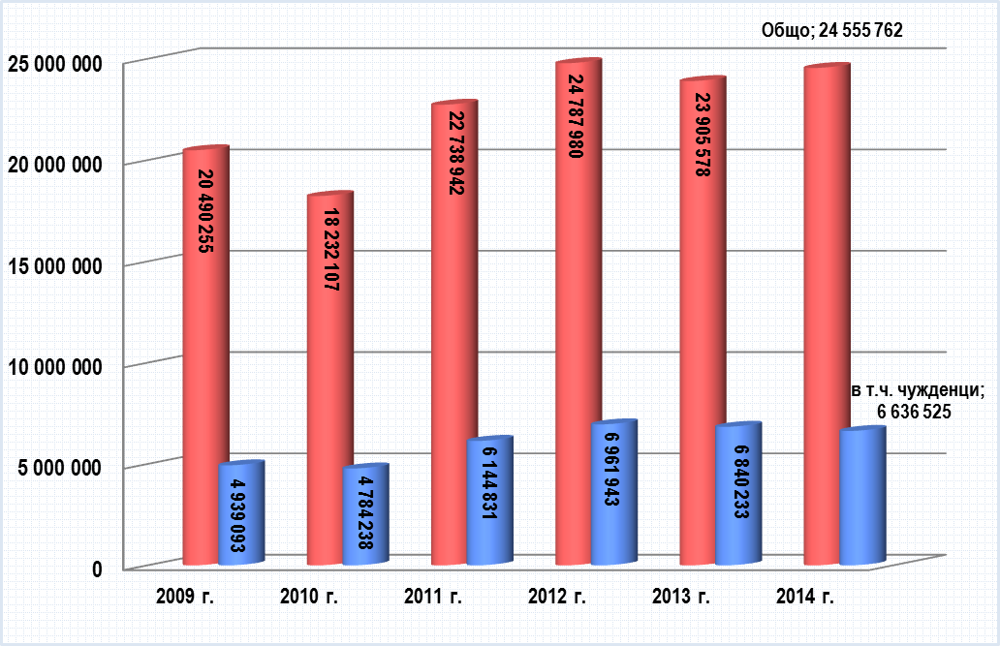 Общо; 24 555 762
25 000 000
20 000 000
15 000 000
10 000 000
5 000 000
0
20 490 255
18 232 107
22 738 942
24 787 980
23 905 578
в т.ч. чужденци;
6 636 525
4 939 093
4 784 238
6 144 831
6 961 943
6 840 233
2009 г.
2010 г.
2011 г.
2012 г.
2013 г.
2014 г.